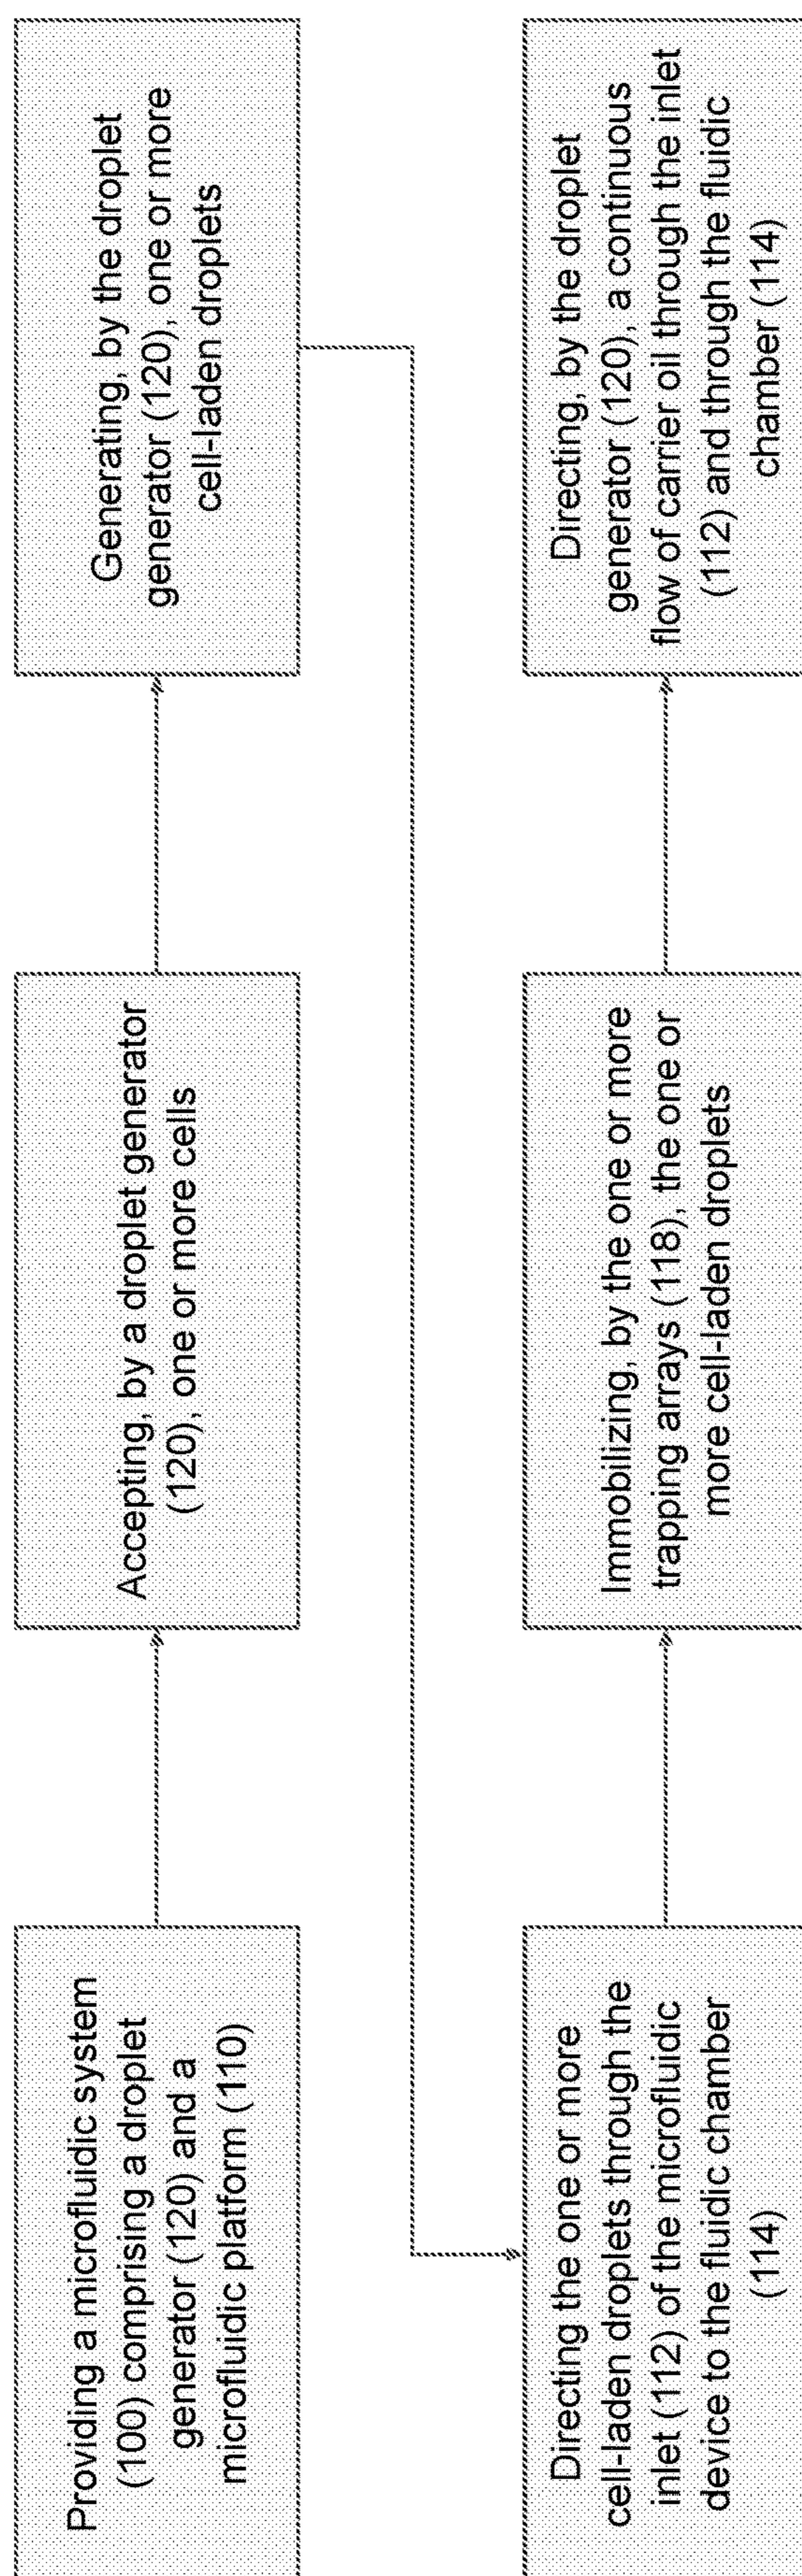 Providing a microfluidic system
(100) comprising a droplet
generator (120) and a
microfluidic platform (110)
Accepting, by a droplet generator
(120), one or more cells
Generating, by the droplet
generator (120), one or more
cell-laden droplets
Directing the one or more
cell-laden droplets through the
inlet (112) of the microfluidic
device to the fluidic chamber
(114)
Immobilizing, by the one or more
trapping arrays (118), the one or
more cell-laden droplets
Directing, by the droplet
generator (120), a continuous
flow of carrier oil through the inlet
(112) and through the fluidic
chamber (114)